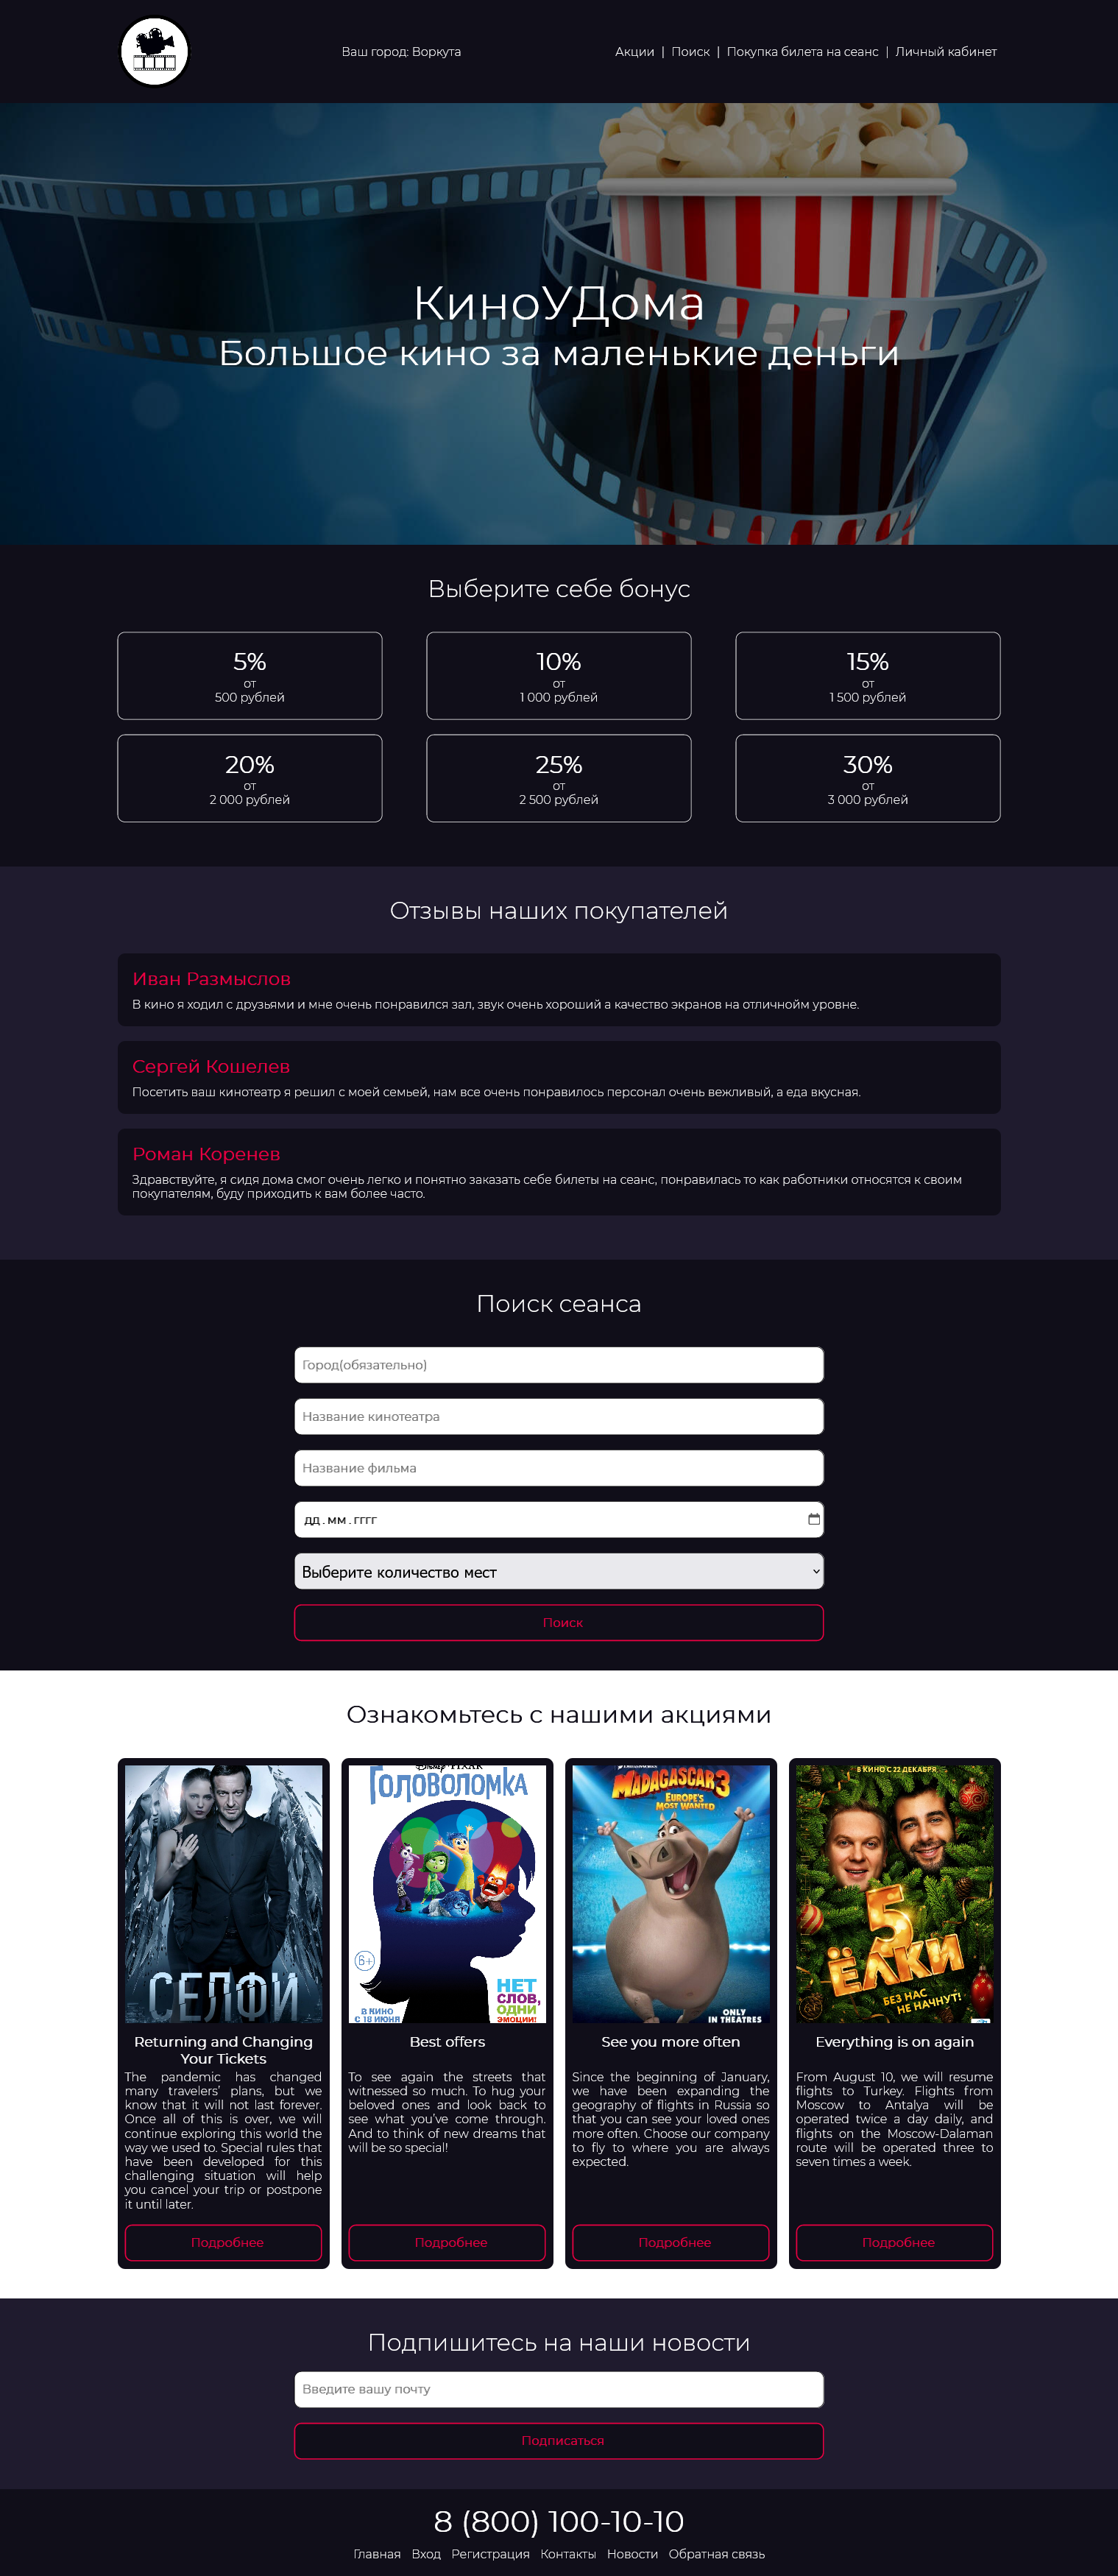 Ваш город: Воркута
Акции | Поиск | Покупка билета на сеанс | Личный кабинет
КиноУДома
Большое кино за маленькие деньги
Выберите себе бонус
5%
от
500 рублей
10%
от
1 000 рублей
15%
от
1 500 рублей
20%
от
2 000 рублей
25%
от
2 500 рублей
30%
от
3 000 рублей
Отзывы наших покупателей
Иван Размыслов
В кино я ходил с друзьями и мне очень понравился зал, звук очень хороший а качество экранов на отличнойм уровне.
Сергей Кошелев
Посетить ваш кинотеатр я решил с моей семьей, нам все очень понравилось персонал очень вежливый, а еда вкусная.
Роман Коренев
Здравствуйте, я сидя дома смог очень легко и понятно заказать себе билеты на сеанс, понравилась то как работники относятся к своим
покупателям, буду приходить к вам более часто.
Поиск сеанса
Город(обязательно)
Название кинотеатра
Название фильма
дд.мм.гггг
Выберите количество мест
Поиск
Ознакомьтесь с нашими акциями
СЕЛФИ
Returning and Changing
Your Tickets
The pandemic has changed
many travelers’ plans, but we
know that it will not last forever.
Once all of this is over, we will
continue exploring this world the
way we used to. Special rules that
have been developed for this
challenging situation will help
you cancel your trip or postpone
it until later.
Подробнее
ГОЛОВОЛОМКА
6+
В КИНО
С 18 ИЮНЯ
НЕТ
СЛОВ,
ОДНИ
ЭМОЦИИ!
Best offers
To see again the streets that
witnessed so much. To hug your
beloved ones and look back to
see what you’ve come through.
And to think of new dreams that
will be so special!
Подробнее
MADAGASCAR 3
EUROPE'S
MOST WANTED
ONLY
IN THEATRES
See you more often
Since the beginning of January,
we have been expanding the
geography of flights in Russia so
that you can see your loved ones
more often. Choose our company
to fly to where you are always
expected.
Подробнее
В КИНО С 22 ДЕКАБРЯ
5
ЁЛКИ
БЕЗ НАС
НЕ НАЧНУТ!
Everything is on again
From August 10, we will resume
flights to Turkey. Flights from
Moscow to Antalya will be
operated twice a day daily, and
flights on the Moscow-Dalaman
route will be operated three to
seven times a week.
Подробнее
Подпишитесь на наши новости
Введите вашу почту
Подписаться
8 (800) 100-10-10
Главная Вход Регистрация Контакты Новости Обратная связь